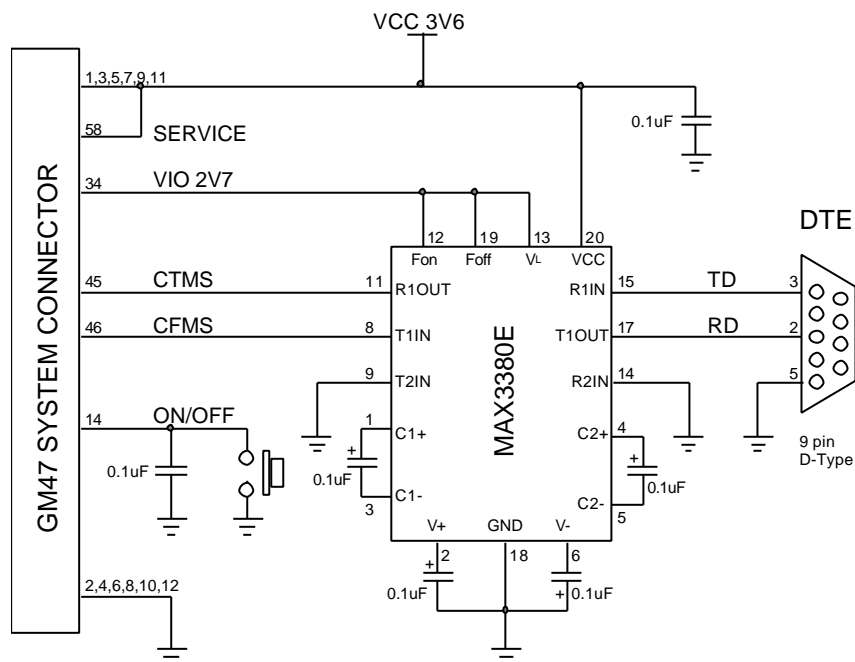 VCC 3V6
1,3,5,7,9,11
0.1uF
58 SERVICE
34 VIO 2V7
DTE
12 19 13 20
Fon Foff VL VCC
45 CTMS 11 R1OUT R1IN 15 TD 3
46 CFMS 8 T1IN T1OUT 17 RD 2
9 T2IN R2IN 14 5
GM47 SYSTEM CONNECTOR
MAX3380E
14 ON/OFF
1 C1+ C2+ 4
9 pin
D-Type
0.1uF
+ 0.1uF
+ 0.1uF
3 C1- C2- 5
V+ GND V-
2 18 6
+ 0.1uF
+ 0.1uF
2,4,6,8,10,12